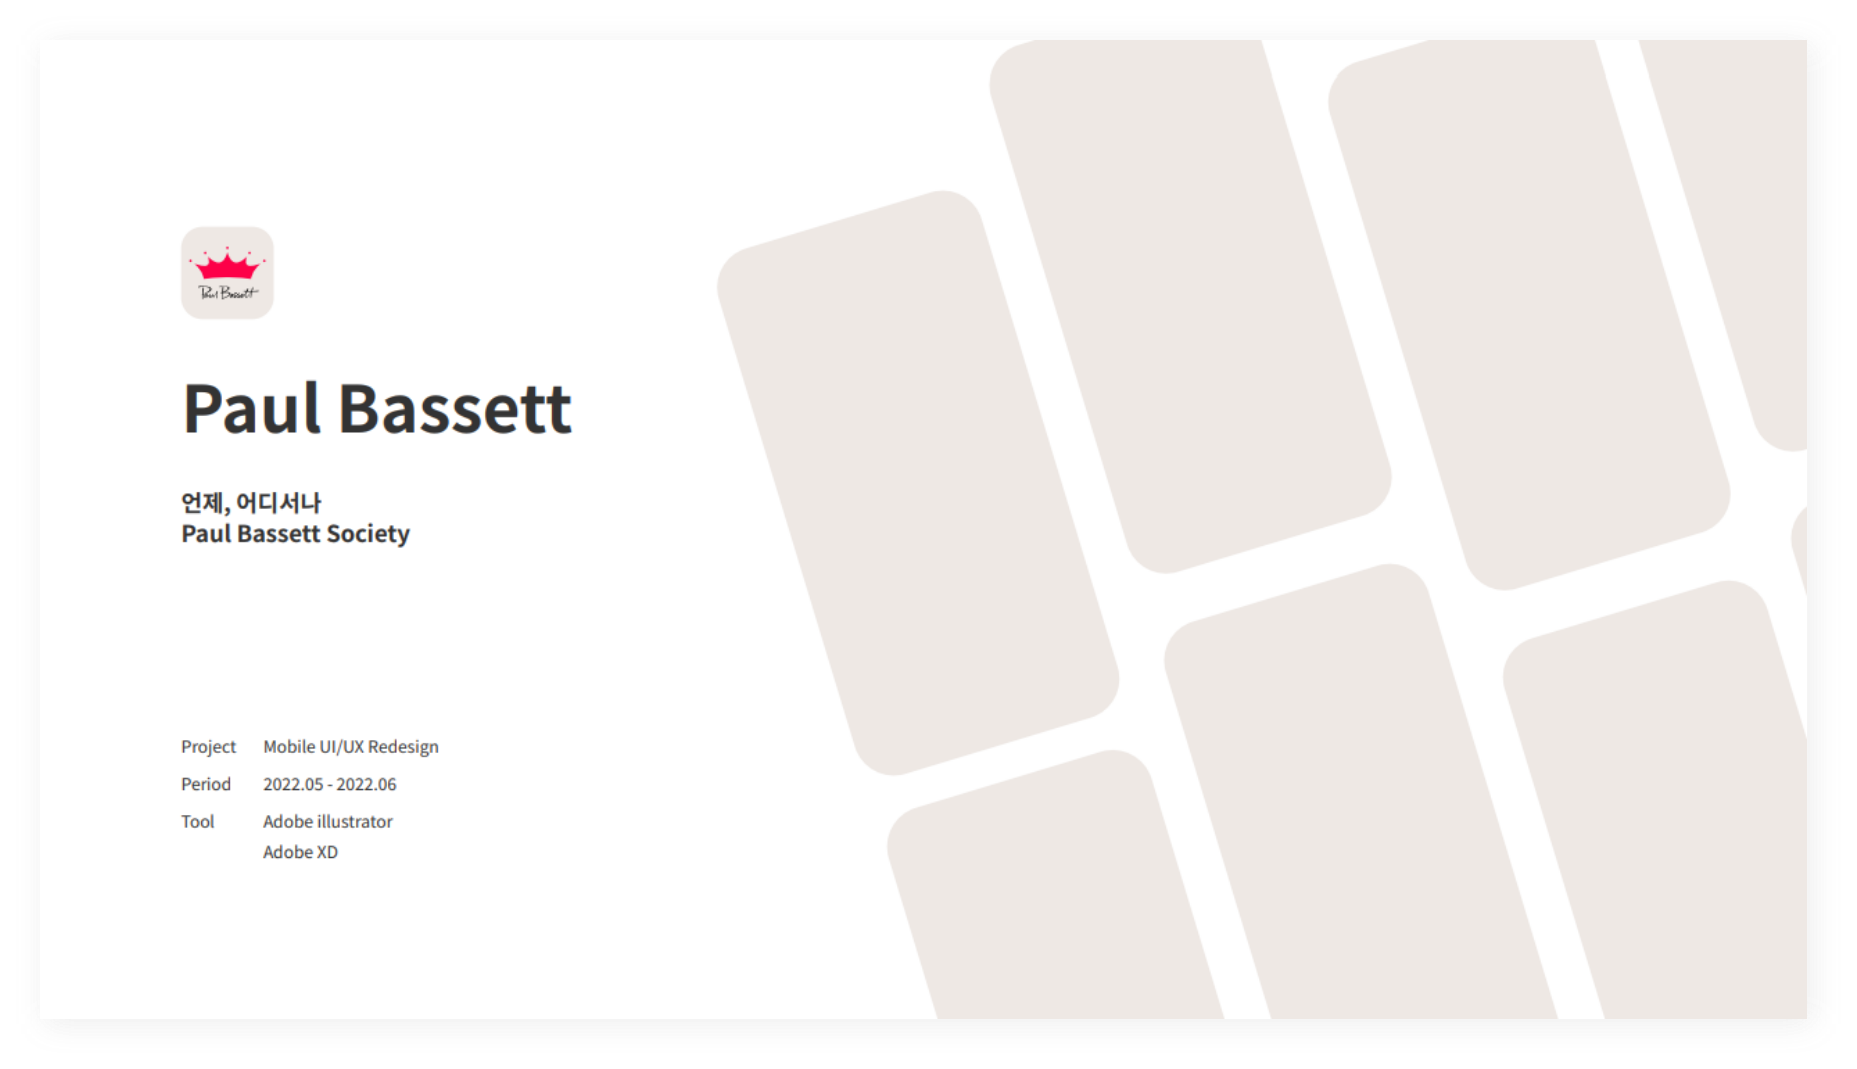 Paul Bassett
Paul Bassett
언제, 어디서나
Paul Bassett Society
Project Mobile UI/UX Redesign
Period 2022.05 - 2022.06
Tool Adobe illustrator
Adobe XD